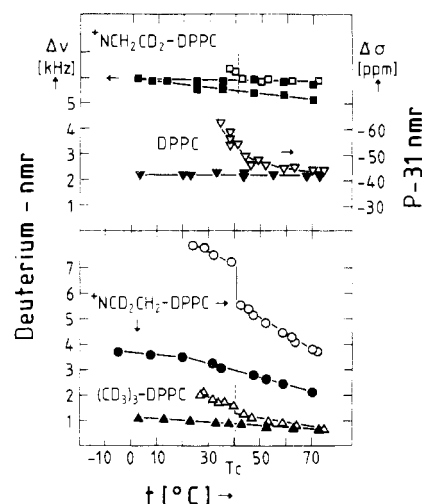 Δν
[kHz]
⁺NCH₂CD₂-DPPC
Δσ
[ppm]
5
4
3
2
1
DPPC
-60
-50
-40
-30
Deuterium - nmr
P-31 nmr
7
6
5
4
3
2
1
⁺NCD₂CH₂-DPPC
(CD₃)₃-DPPC
-10
0
10
30
50
70
Tc
t [°C]→